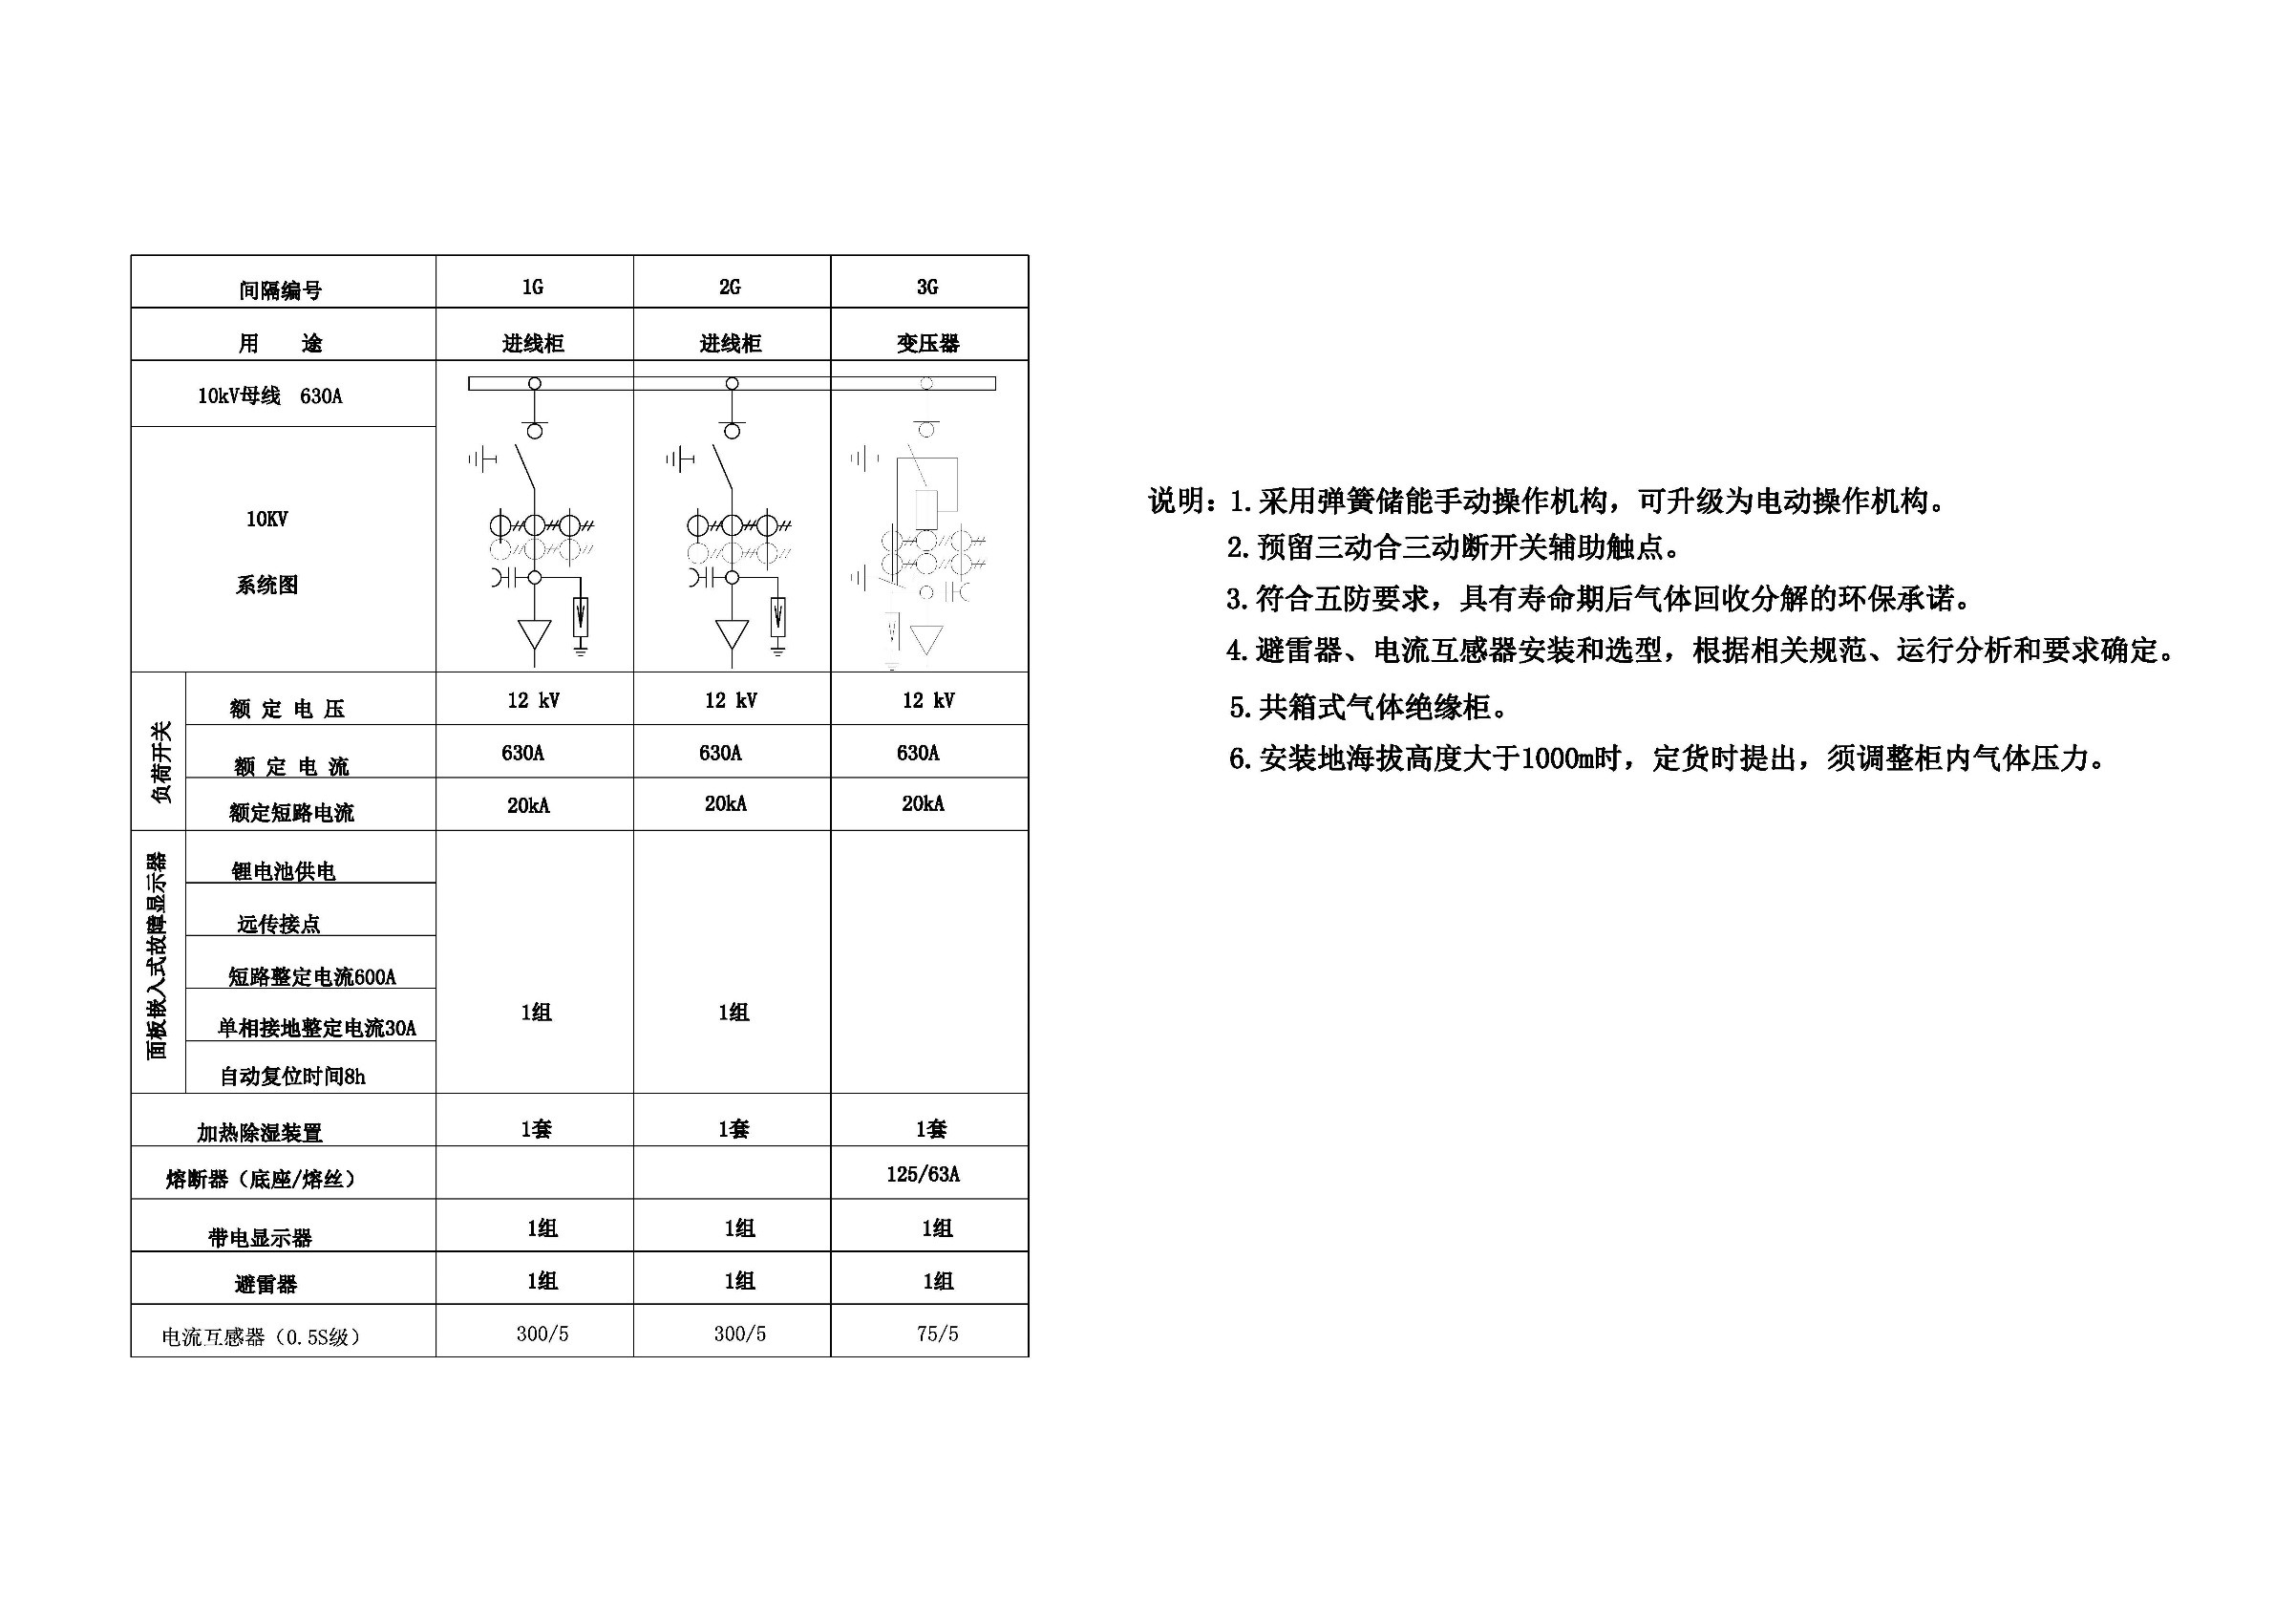 间隔编号 1G 2G 3G
用 途 进线柜 进线柜 变压器
10kV母线 630A
10KV
系统图
负荷开关
额定电压 12 kV 12 kV 12 kV
额定电流 630A 630A 630A
额定短路电流 20kA 20kA 20kA
面板嵌入式故障显示器
锂电池供电
远传接点
短路整定电流600A
1组 1组
单相接地整定电流30A
自动复位时间8h
加热除湿装置 1套 1套 1套
熔断器（底座/熔丝） 125/63A
带电显示器 1组 1组 1组
避雷器 1组 1组 1组
电流互感器（0.5S级） 300/5 300/5 75/5
说明：1.采用弹簧储能手动操作机构，可升级为电动操作机构。
2.预留三动合三动断开关辅助触点。
3.符合五防要求，具有寿命期后气体回收分解的环保承诺。
4.避雷器、电流互感器安装和选型，根据相关规范、运行分析和要求确定。
5.共箱式气体绝缘柜。
6.安装地海拔高度大于1000m时，定货时提出，须调整柜内气体压力。